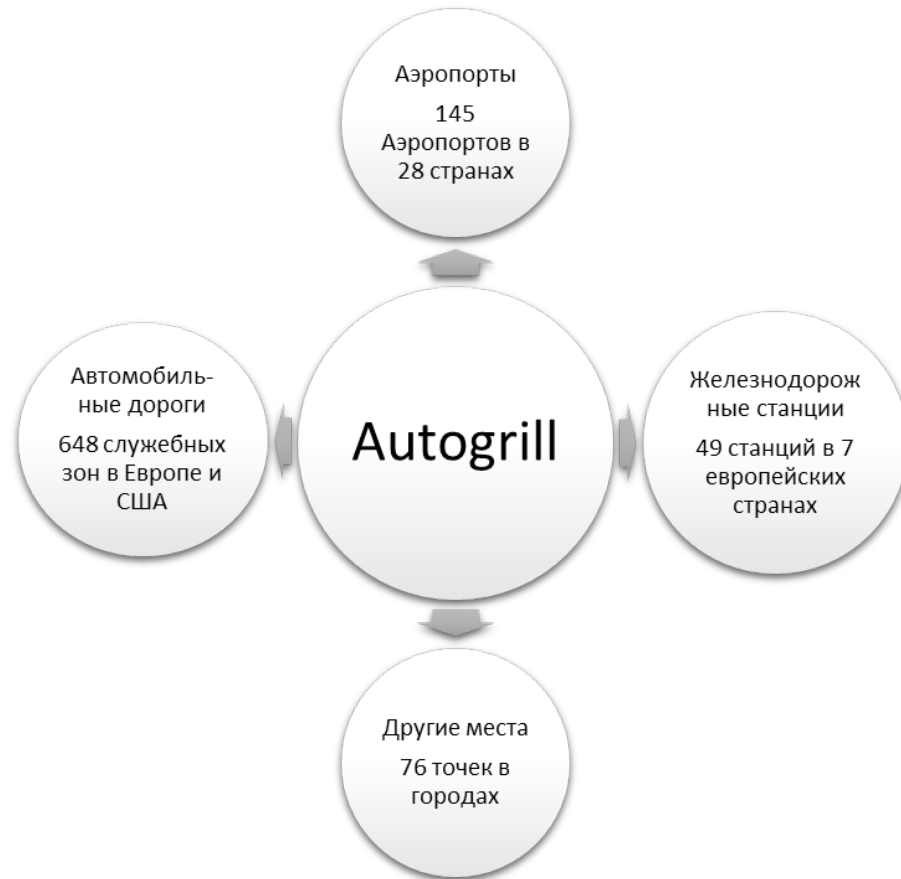 Аэропорты
145
Аэропортов в
28 странах
Автомобиль-
ные дороги
648 служебных
зон в Европе и
США
Autogrill
Железнодорож
ные станции
49 станций в 7
европейских
странах
Другие места
76 точек в
городах